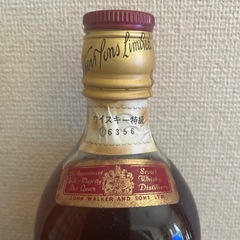 Sons Limited
ウイスキー特級
6356
By Appointment
to Her Majesty
The Queen
Scotch
Whisky
Distillers
JOHN WALKER AND SONS LTD.